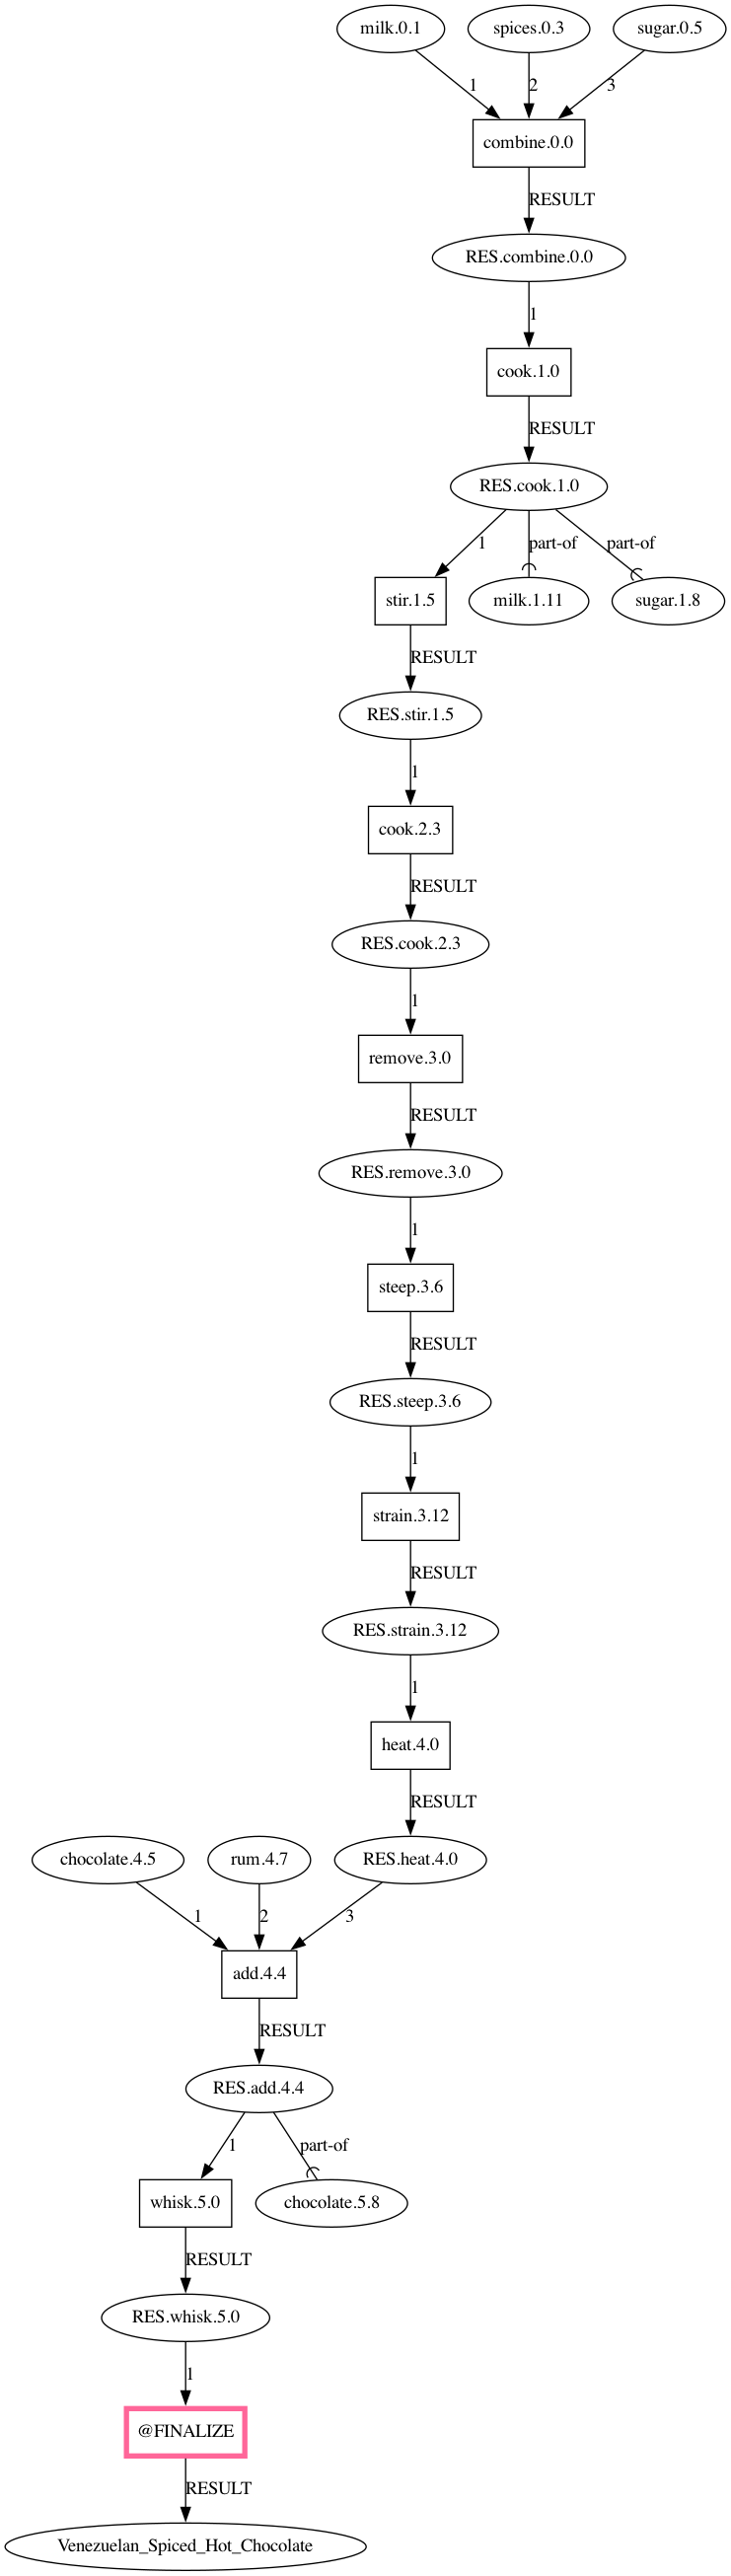 milk.0.1
spices.0.3
sugar.0.5
1
2
3
combine.0.0
RESULT
RES.combine.0.0
1
cook.1.0
RESULT
RES.cook.1.0
1
part-of
part-of
stir.1.5
milk.1.11
sugar.1.8
RESULT
RES.stir.1.5
1
cook.2.3
RESULT
RES.cook.2.3
1
remove.3.0
RESULT
RES.remove.3.0
1
steep.3.6
RESULT
RES.steep.3.6
1
strain.3.12
RESULT
RES.strain.3.12
1
heat.4.0
RESULT
chocolate.4.5
rum.4.7
RES.heat.4.0
1
2
3
add.4.4
RESULT
RES.add.4.4
1
part-of
whisk.5.0
chocolate.5.8
RESULT
RES.whisk.5.0
1
@FINALIZE
RESULT
Venezuelan_Spiced_Hot_Chocolate